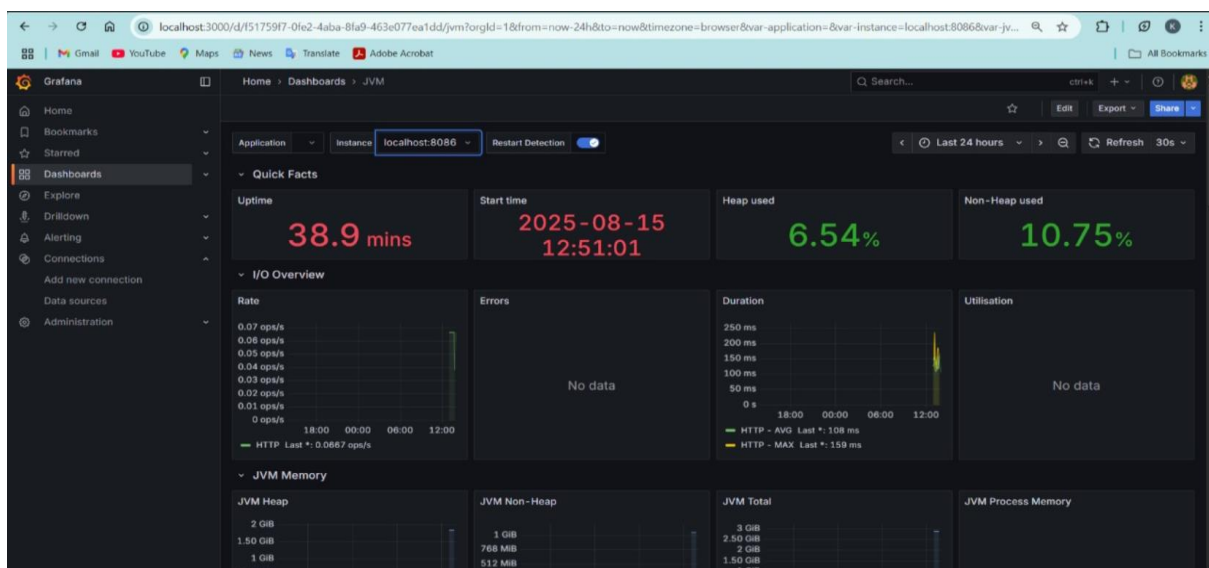 localhost:3000/d/f51759f7-0fe2-4aba-8fa9-463e077ea1dd/jvm?orgId=1&from=now-24h&to=now&timezone=browser&var-application=&var-instance=localhost:8086&var-jv...
Gmail YouTube Maps News Translate Adobe Acrobat All Bookmarks
Grafana Home › Dashboards › JVM Search... ctrl+k
Home
Edit Export Share
Bookmarks
Starred
Dashboards
Explore
Drilldown
Alerting
Connections
Add new connection
Data sources
Administration
Application Instance localhost:8086 Restart Detection Last 24 hours Refresh 30s
Quick Facts
Uptime
38.9 mins
Start time
2025-08-15
12:51:01
Heap used
6.54%
Non-Heap used
10.75%
I/O Overview
Rate
0.07 ops/s
0.06 ops/s
0.05 ops/s
0.04 ops/s
0.03 ops/s
0.02 ops/s
0.01 ops/s
0 ops/s
18:00 00:00 06:00 12:00
HTTP Last *: 0.0667 ops/s
Errors
No data
Duration
250 ms
200 ms
150 ms
100 ms
50 ms
0 s
18:00 00:00 06:00 12:00
HTTP - AVG Last *: 108 ms
HTTP - MAX Last *: 159 ms
Utilisation
No data
JVM Memory
JVM Heap
2 GiB
1.50 GiB
1 GiB
JVM Non-Heap
1 GiB
768 MiB
512 MiB
JVM Total
3 GiB
2.50 GiB
2 GiB
1.50 GiB
JVM Process Memory